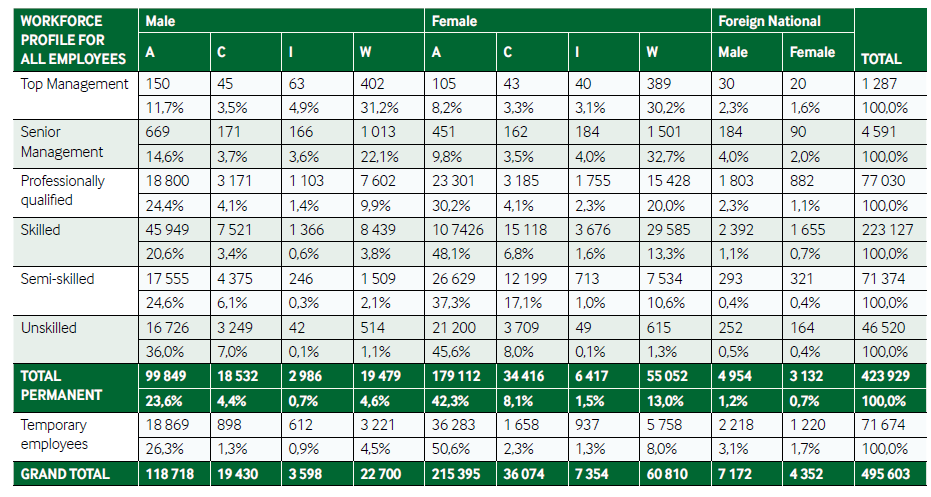 WORKFORCE PROFILE FOR ALL EMPLOYEES Male Female Foreign National TOTAL
A C I W A C I W Male Female
Top Management 150 45 63 402 105 43 40 389 30 20 1 287
11,7% 3,5% 4,9% 31,2% 8,2% 3,3% 3,1% 30,2% 2,3% 1,6% 100,0%
Senior Management 669 171 166 1 013 451 162 184 1 501 184 90 4 591
14,6% 3,7% 3,6% 22,1% 9,8% 3,5% 4,0% 32,7% 4,0% 2,0% 100,0%
Professionally qualified 18 800 3 171 1 103 7 602 23 301 3 185 1 755 15 428 1 803 882 77 030
24,4% 4,1% 1,4% 9,9% 30,2% 4,1% 2,3% 20,0% 2,3% 1,1% 100,0%
Skilled 45 949 7 521 1 366 8 439 10 7426 15 118 3 676 29 585 2 392 1 655 223 127
20,6% 3,4% 0,6% 3,8% 48,1% 6,8% 1,6% 13,3% 1,1% 0,7% 100,0%
Semi-skilled 17 555 4 375 246 1 509 26 629 12 199 713 7 534 293 321 71 374
24,6% 6,1% 0,3% 2,1% 37,3% 17,1% 1,0% 10,6% 0,4% 0,4% 100,0%
Unskilled 16 726 3 249 42 514 21 200 3 709 49 615 252 164 46 520
36,0% 7,0% 0,1% 1,1% 45,6% 8,0% 0,1% 1,3% 0,5% 0,4% 100,0%
TOTAL PERMANENT 99 849 18 532 2 986 19 479 179 112 34 416 6 417 55 052 4 954 3 132 423 929
23,6% 4,4% 0,7% 4,6% 42,3% 8,1% 1,5% 13,0% 1,2% 0,7% 100,0%
Temporary employees 18 869 898 612 3 221 36 283 1 658 937 5 758 2 218 1 220 71 674
26,3% 1,3% 0,9% 4,5% 50,6% 2,3% 1,3% 8,0% 3,1% 1,7% 100,0%
GRAND TOTAL 118 718 19 430 3 598 22 700 215 395 36 074 7 354 60 810 7 172 4 352 495 603